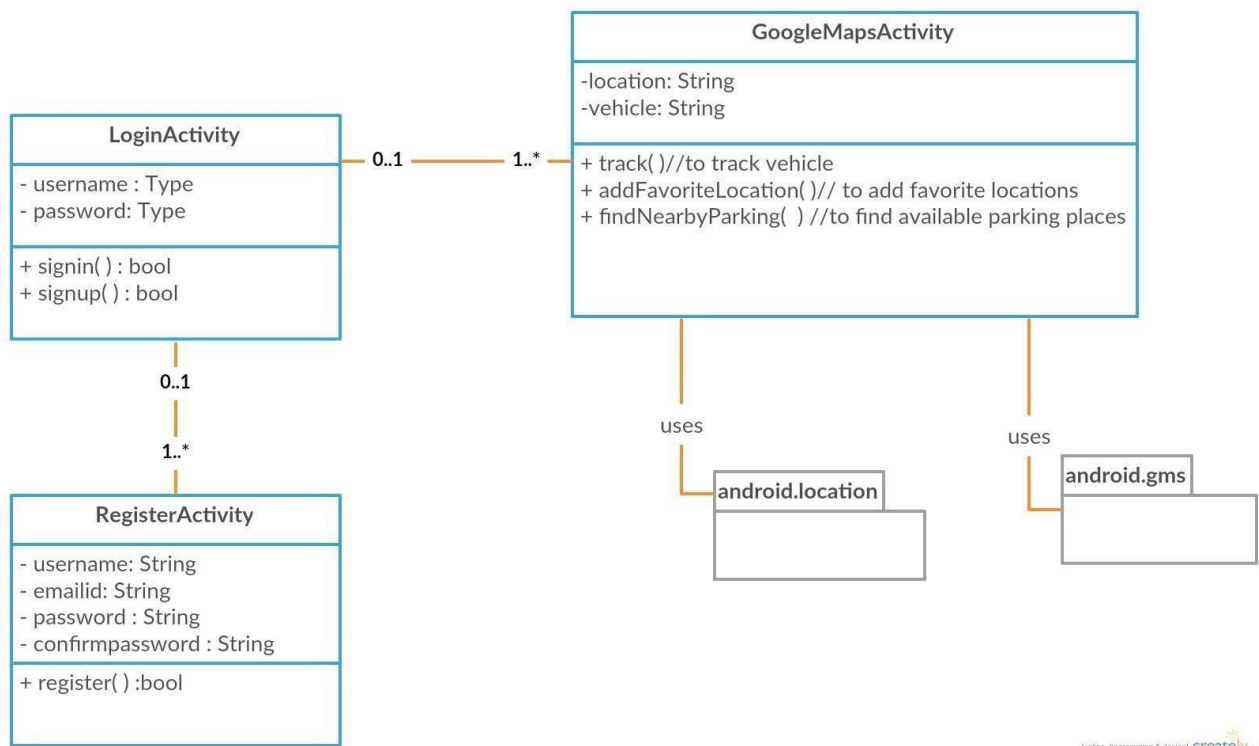 GoogleMapsActivity
-location: String
-vehicle: String
+ track( )//to track vehicle
+ addFavoriteLocation( )// to add favorite locations
+ findNearbyParking(  ) //to find available parking places
LoginActivity
- username : Type
- password: Type
+ signin( ) : bool
+ signup( ) : bool
0..1
1..*
0..1
1..*
RegisterActivity
- username: String
- emailid: String
- password : String
- confirmpassword : String
+ register( ) :bool
uses
android.location
uses
android.gms
creately